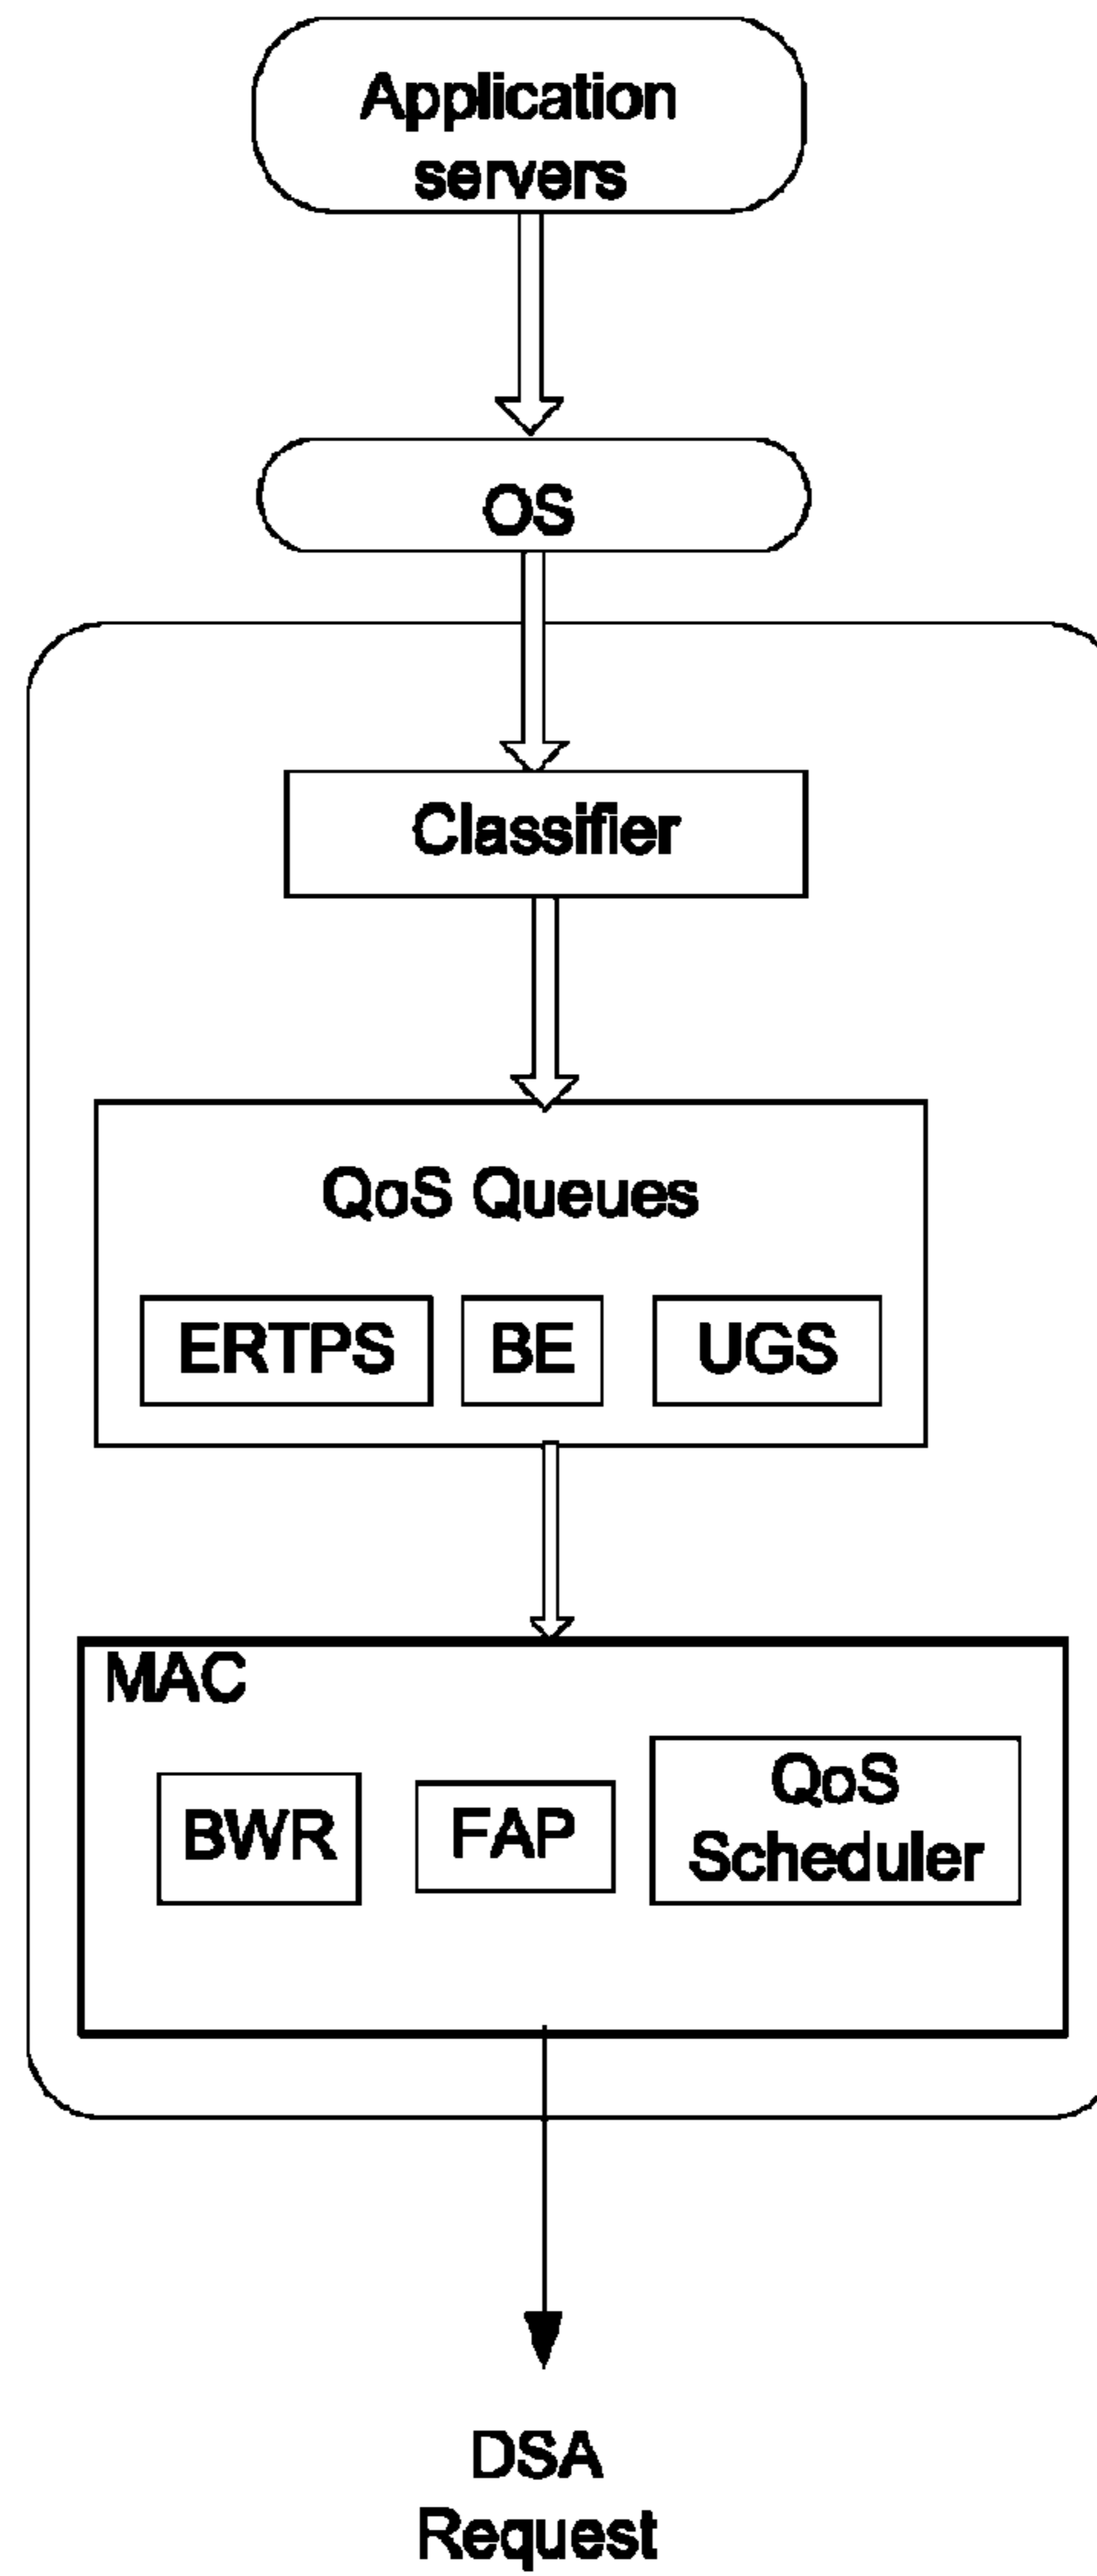 Application
servers
OS
Classifier
QoS Queues
ERTPS
BE
UGS
MAC
BWR
FAP
QoS
Scheduler
DSA
Request